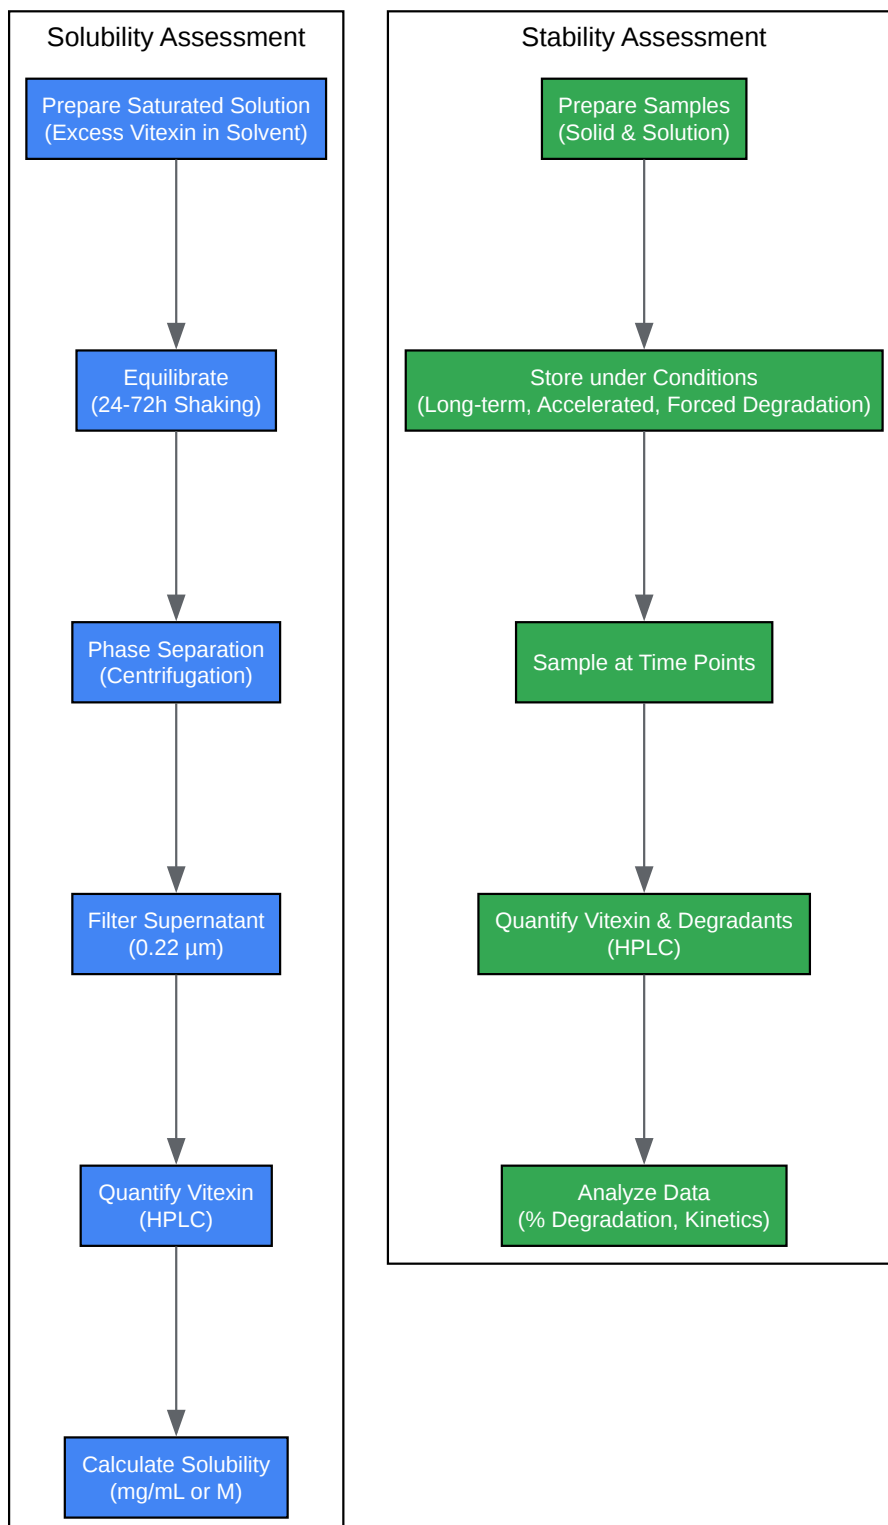 Solubility Assessment
Prepare Saturated Solution
(Excess Vitexin in Solvent)
Equilibrate
(24-72h Shaking)
Phase Separation
(Centrifugation)
Filter Supernatant
(0.22 µm)
Quantify Vitexin
(HPLC)
Calculate Solubility
(mg/mL or M)
Stability Assessment
Prepare Samples
(Solid & Solution)
Store under Conditions
(Long-term, Accelerated, Forced Degradation)
Sample at Time Points
Quantify Vitexin & Degradants
(HPLC)
Analyze Data
(% Degradation, Kinetics)